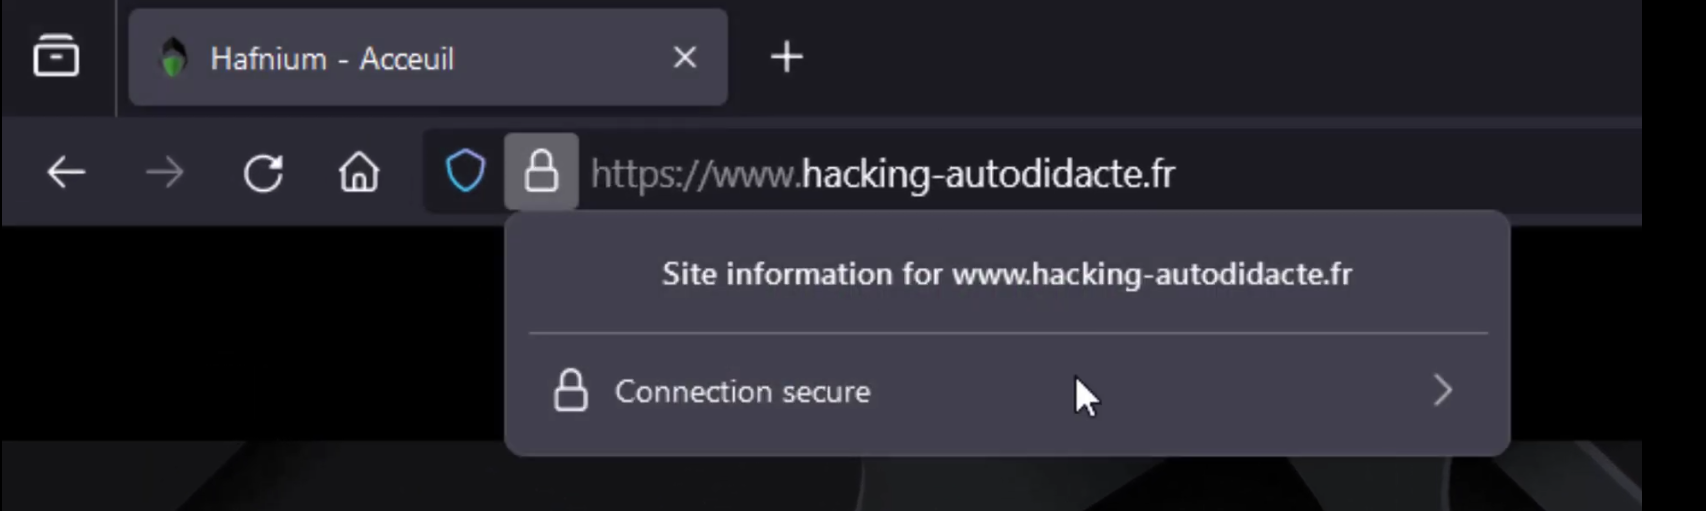 Hafnium - Acceuil
https://www.hacking-autodidacte.fr
Site information for www.hacking-autodidacte.fr
Connection secure